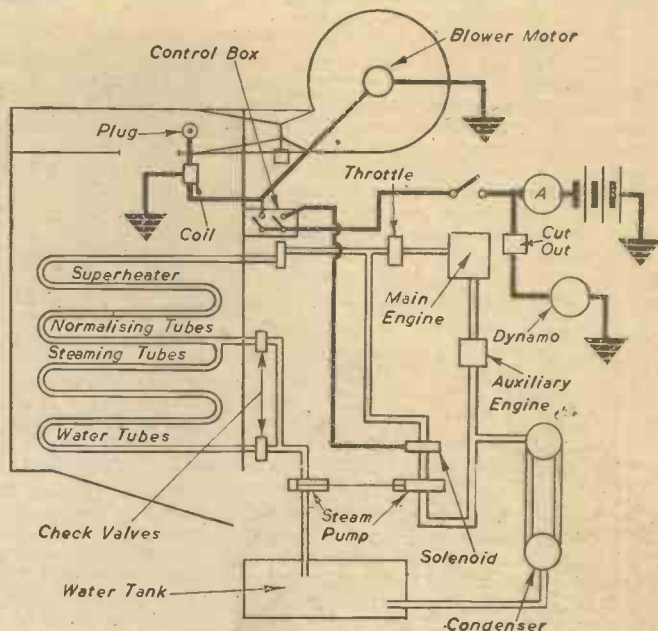 Blower Motor
Control Box
Plug
Throttle
Coil
A
Cut
Out
Superheater
Main
Engine
Normalising Tubes
Dynamo
Steaming Tubes
Auxiliary
Engine
Water Tubes
Check Valves
Steam
Pump
Solenoid
Water Tank
Condenser